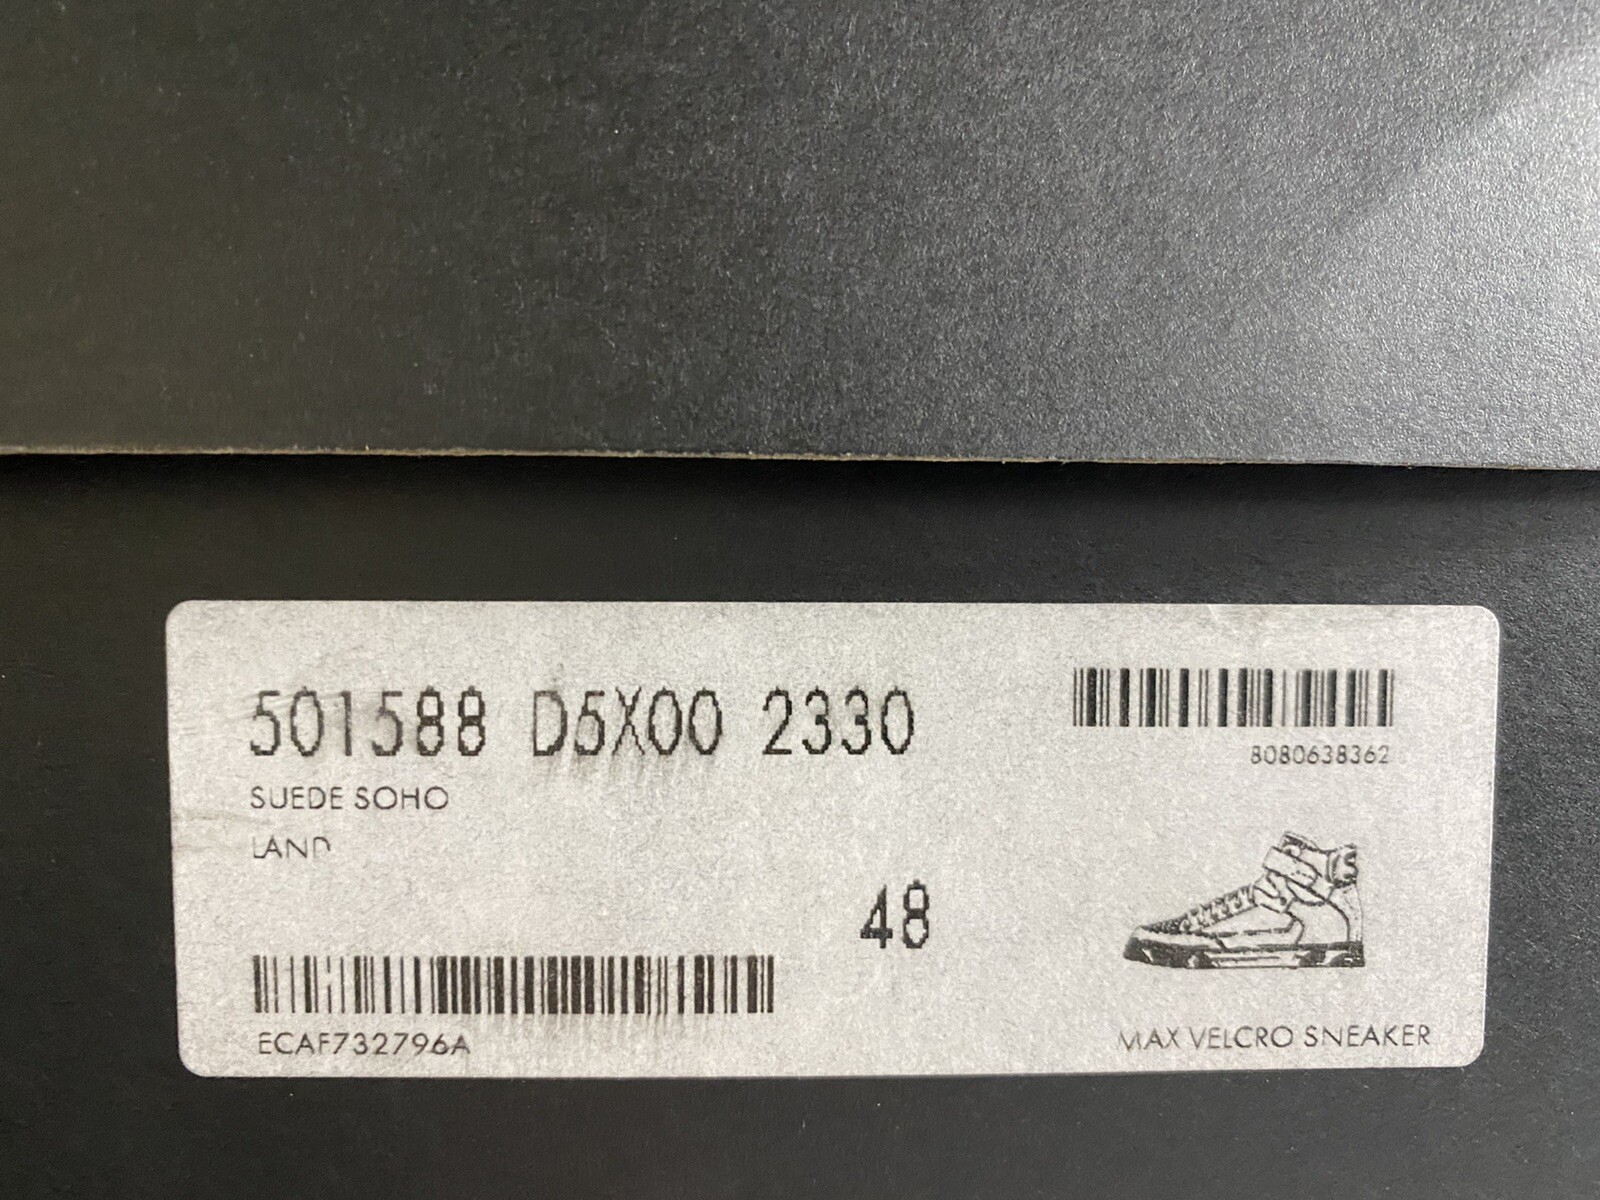 501588 D5X00 2330
8080638362
SUEDE SOHO
LAND
48
ECAF732796A
MAX VELCRO SNEAKER